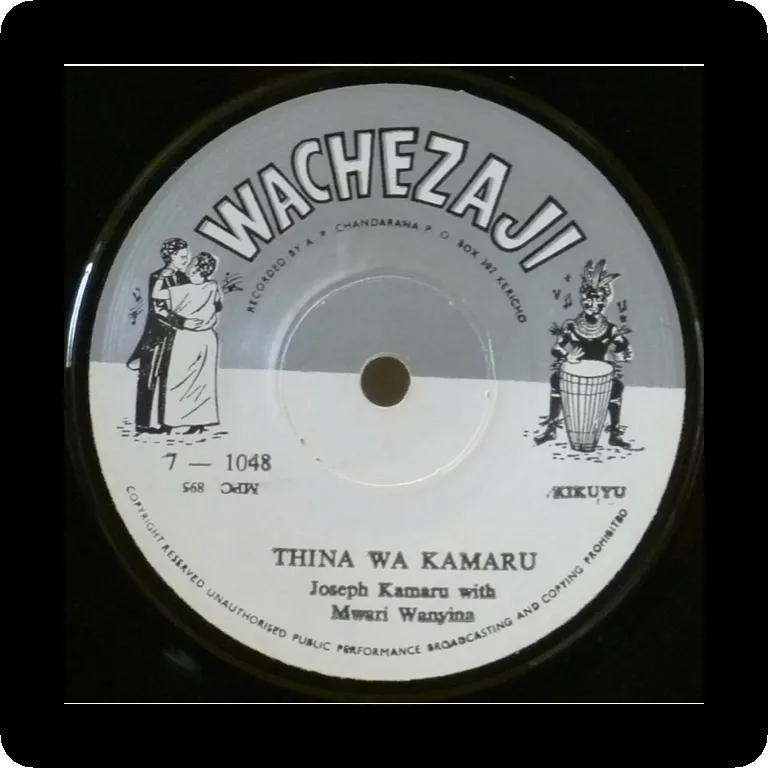 WACHEZAJI
RECORDED BY A. P. CHANDARANA P. O. BOX 202 KERICHO
7 — 1048
MPC 895
KIKUYU
THINA WA KAMARU
Joseph Kamaru with
Mwari Wanyina
COPYRIGHT RESERVED UNAUTHORISED PUBLIC PERFORMANCE BROADCASTING AND COPYING PROHIBITED